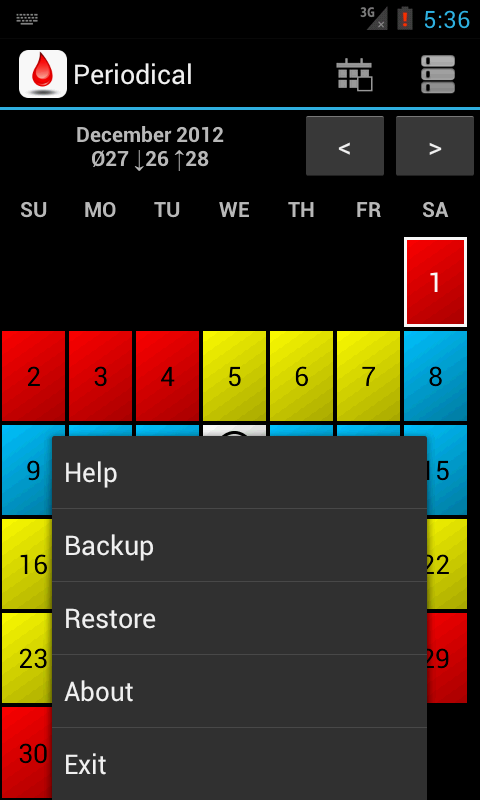 3G
5:36
Periodical
December 2012
Ø27 ↓26 ↑28
<
>
SU MO TU WE TH FR SA
1
2 3 4 5 6 7 8
9 15
Help
Backup
16 22
Restore
23 29
About
30
Exit